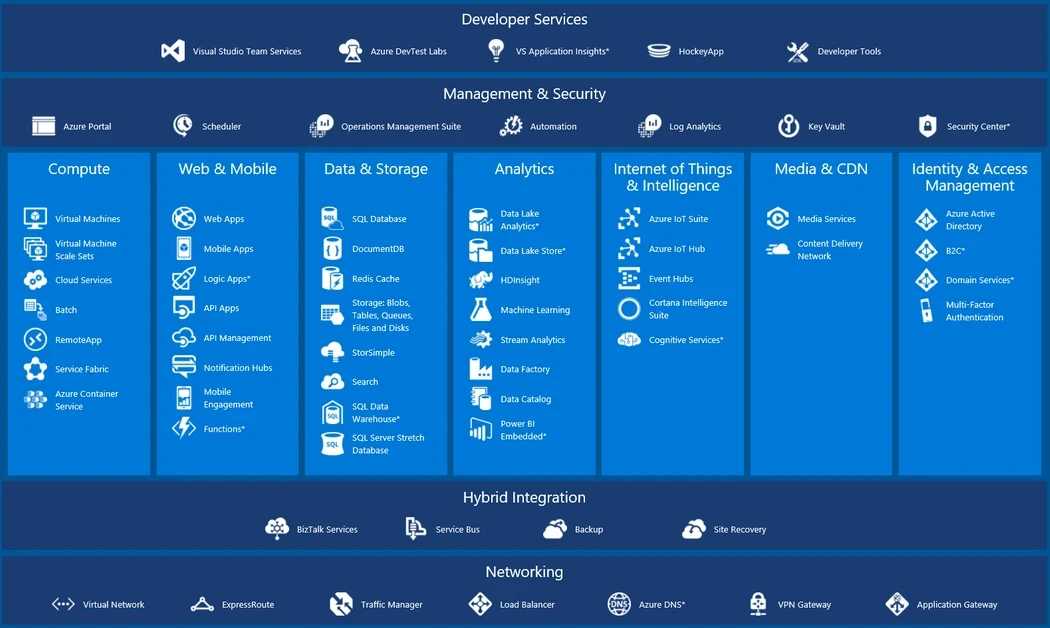 Developer Services
Visual Studio Team Services
Azure DevTest Labs
VS Application Insights*
HockeyApp
Developer Tools
Management & Security
Azure Portal
Scheduler
Operations Management Suite
Automation
Log Analytics
Key Vault
Security Center*
Compute
Virtual Machines
Virtual Machine
Scale Sets
Cloud Services
Batch
RemoteApp
Service Fabric
Azure Container
Service
Web & Mobile
Web Apps
Mobile Apps
Logic Apps*
API Apps
API Management
Notification Hubs
Mobile
Engagement
Functions*
Data & Storage
SQL
SQL Database
DocumentDB
Redis Cache
Storage: Blobs,
Tables, Queues,
Files and Disks
StorSimple
Search
SQL
SQL Data
Warehouse*
SQL
SQL Server Stretch
Database
Analytics
Data Lake
Analytics*
Data Lake Store*
HDInsight
Machine Learning
Stream Analytics
Data Factory
Data Catalog
Power BI
Embedded*
Internet of Things
& Intelligence
Azure IoT Suite
Azure IoT Hub
Event Hubs
Cortana Intelligence
Suite
Cognitive Services*
Media & CDN
Media Services
Content Delivery
Network
Identity & Access
Management
Azure Active
Directory
B2C*
Domain Services*
Multi-Factor
Authentication
Hybrid Integration
BizTalk Services
Service Bus
Backup
Site Recovery
Networking
Virtual Network
ExpressRoute
Traffic Manager
Load Balancer
DNS
Azure DNS*
VPN Gateway
Application Gateway